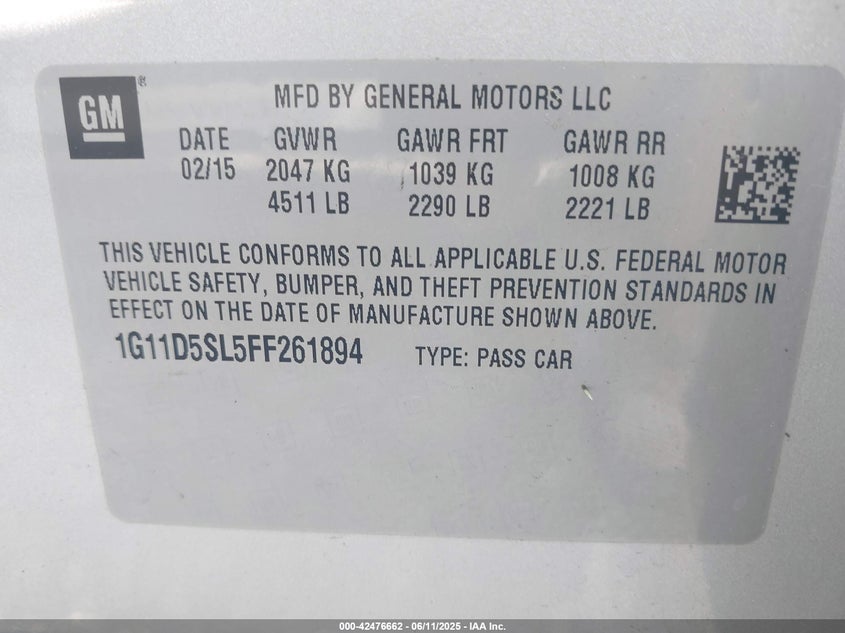 GM®
MFD BY GENERAL MOTORS LLC
DATE GVWR GAWR FRT GAWR RR
02/15 2047 KG 1039 KG 1008 KG
4511 LB 2290 LB 2221 LB
THIS VEHICLE CONFORMS TO ALL APPLICABLE U.S. FEDERAL MOTOR
VEHICLE SAFETY, BUMPER, AND THEFT PREVENTION STANDARDS IN
EFFECT ON THE DATE OF MANUFACTURE SHOWN ABOVE.
1G11D5SL5FF261894 TYPE: PASS CAR
000-42476662 - 06/11/2025 - IAA Inc.